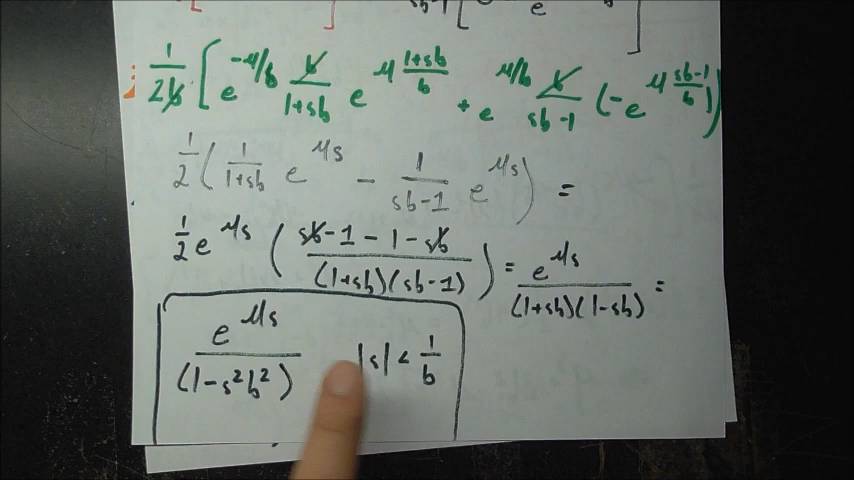 sb-1 e
1/2b [ e^(-μ/b) b/(1+sb) e^(μ (1+sb)/b) + e^(μ/b) b/(sb-1) (-e^(μ (sb-1)/b))
1/2 ( 1/(1+sb) e^(μs) - 1/(sb-1) e^(μs) ) =
1/2 e^(μs) ( (sb-1-1-sb)/((1+sb)(sb-1)) ) = e^(μs)/((1+sb)(1-sb)) =
e^(μs)/(1-s²b²) |s| < 1/b